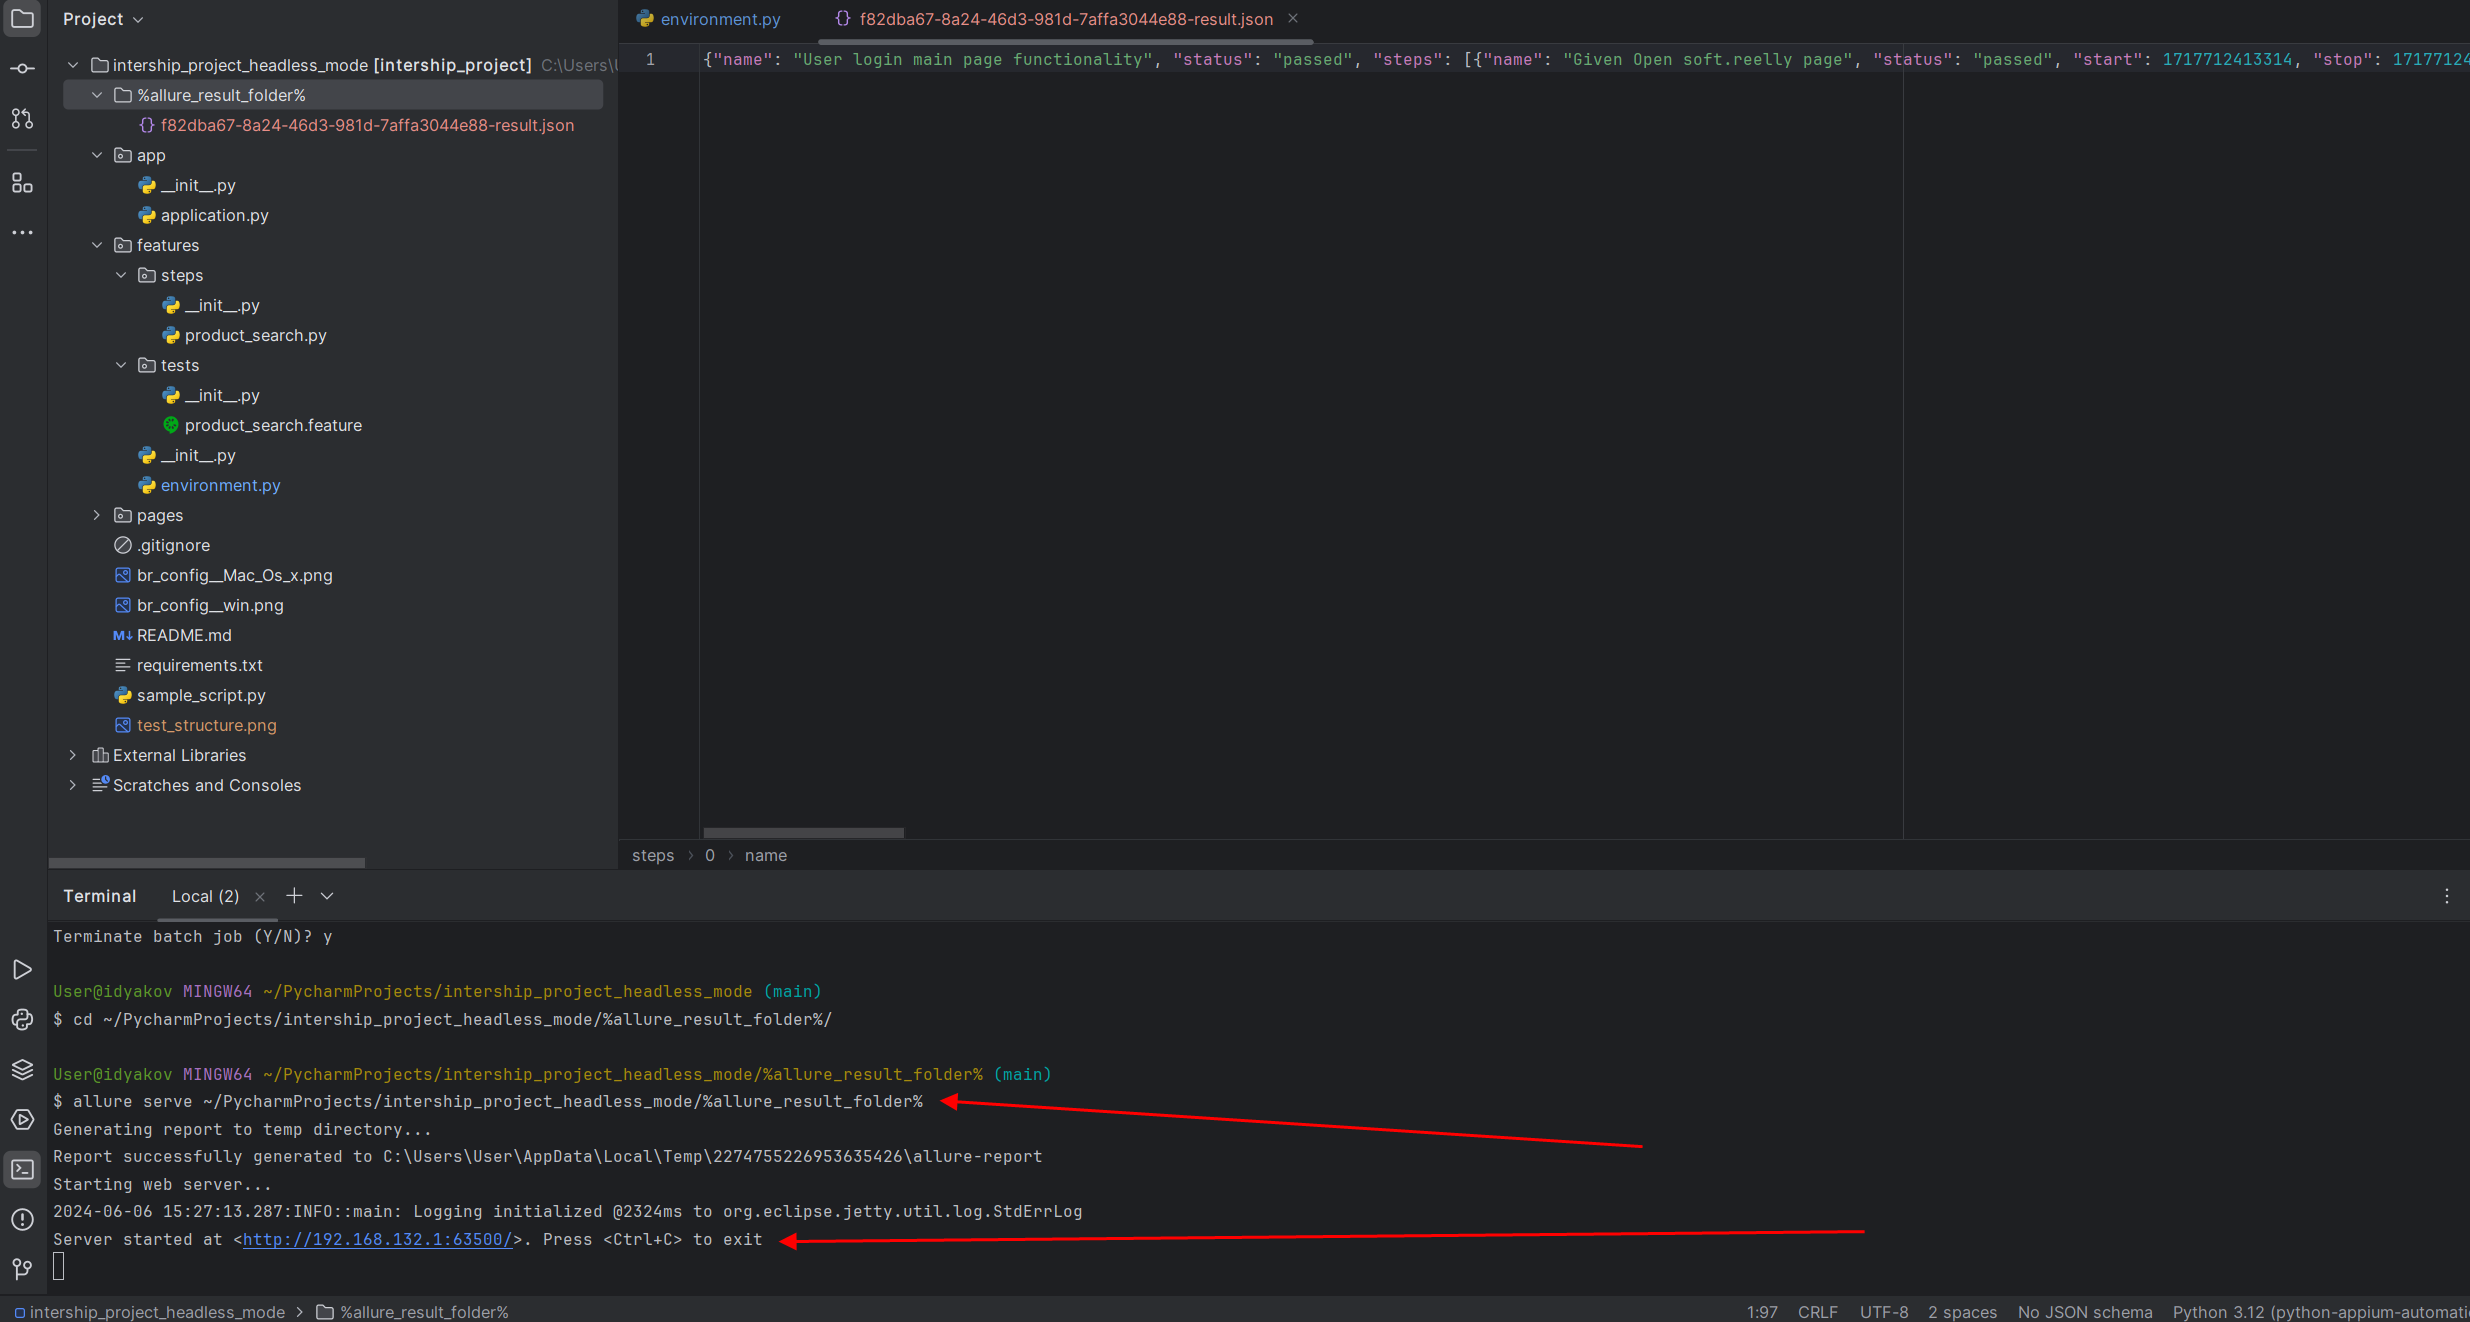 Project
intership_project_headless_mode [intership_project] C:\Users\
%allure_result_folder%
f82dba67-8a24-46d3-981d-7affa3044e88-result.json
app
__init__.py
application.py
features
steps
__init__.py
product_search.py
tests
__init__.py
product_search.feature
__init__.py
environment.py
pages
.gitignore
br_config__Mac_Os_x.png
br_config__win.png
README.md
requirements.txt
sample_script.py
test_structure.png
External Libraries
Scratches and Consoles
environment.py f82dba67-8a24-46d3-981d-7affa3044e88-result.json
1 {"name": "User login main page functionality", "status": "passed", "steps": [{"name": "Given Open soft.reelly page", "status": "passed", "start": 1717712413314, "stop": 17177124
steps > 0 > name
Terminal Local (2)
Terminate batch job (Y/N)? y
User@idyakov MINGW64 ~/PycharmProjects/intership_project_headless_mode (main)
$ cd ~/PycharmProjects/intership_project_headless_mode/%allure_result_folder%/
User@idyakov MINGW64 ~/PycharmProjects/intership_project_headless_mode/%allure_result_folder% (main)
$ allure serve ~/PycharmProjects/intership_project_headless_mode/%allure_result_folder%
Generating report to temp directory...
Report successfully generated to C:\Users\User\AppData\Local\Temp\2274755226953635426\allure-report
Starting web server...
2024-06-06 15:27:13.287:INFO::main: Logging initialized @2324ms to org.eclipse.jetty.util.log.StdErrLog
Server started at <http://192.168.132.1:63500/>. Press <Ctrl+C> to exit
intership_project_headless_mode > %allure_result_folder% 1:97 CRLF UTF-8 2 spaces No JSON schema Python 3.12 (python-appium-automati